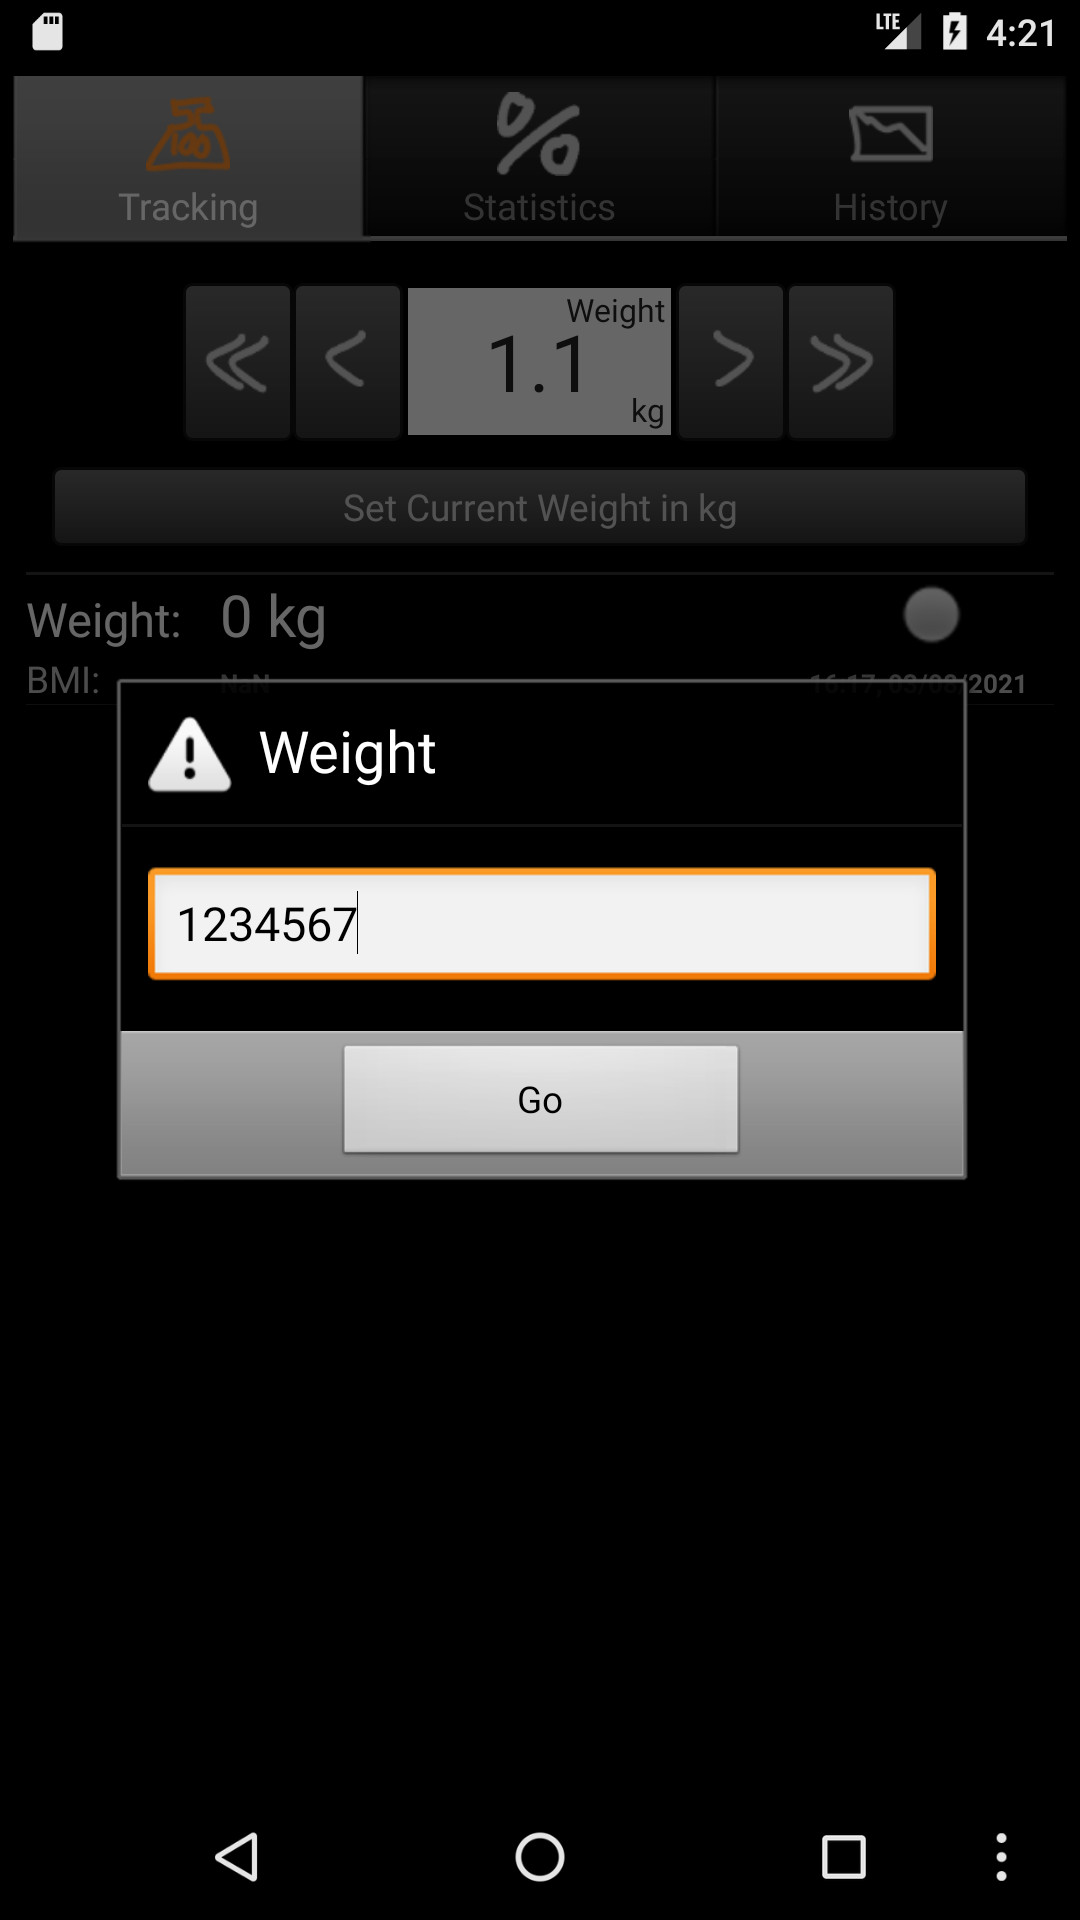 LTE 4:21
50
100
Tracking
Statistics
History
Weight
1.1
kg
Set Current Weight in kg
Weight: 0 kg
BMI: NaN 16:17, 03/08/2021
Weight
1234567
Go